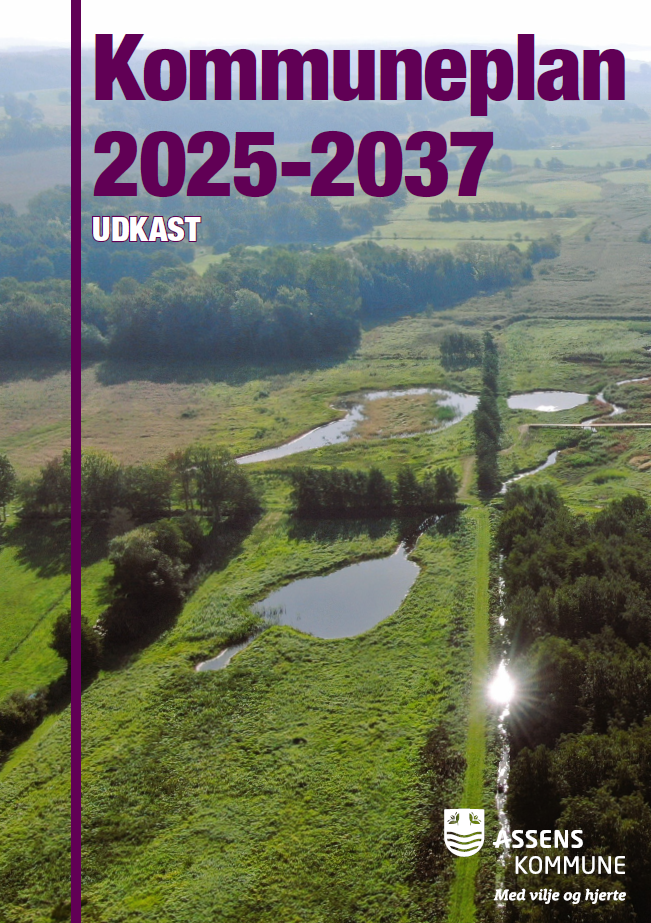 Kommuneplan
2025-2037
UDKAST
ASSENS
KOMMUNE
Med vilje og hjerte